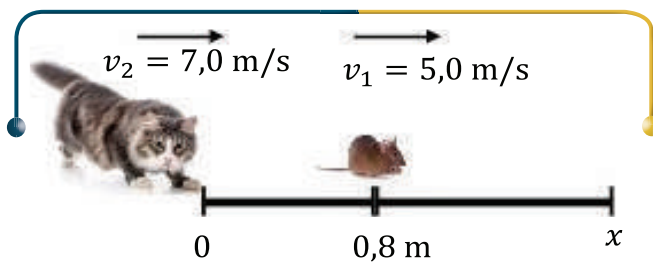 v₂ = 7,0 m/s
v₁ = 5,0 m/s
0
0,8 m
x